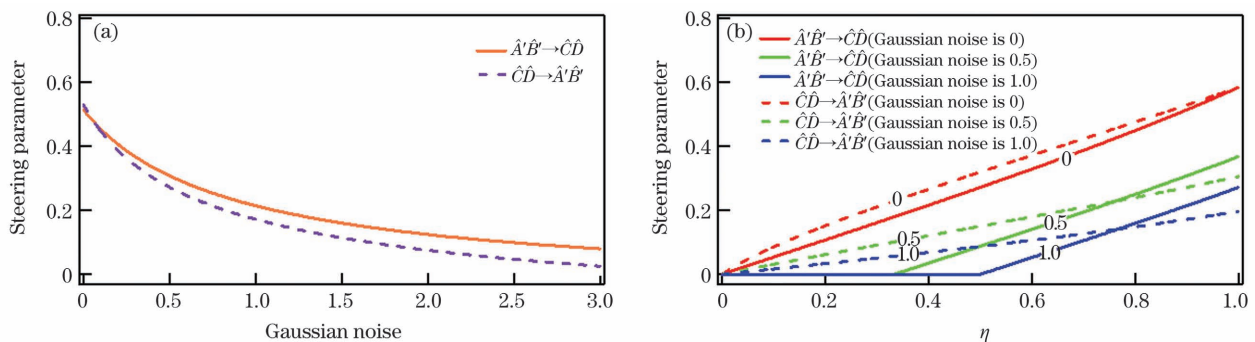 (a)
Steering parameter
0.8
0.6
0.4
0.2
0
Â′B̂′→ĈD̂
ĈD̂→Â′B̂′
0 0.5 1.0 1.5 2.0 2.5 3.0
Gaussian noise
(b)
Steering parameter
0.8
0.6
0.4
0.2
0
Â′B̂′→ĈD̂(Gaussian noise is 0)
Â′B̂′→ĈD̂(Gaussian noise is 0.5)
Â′B̂′→ĈD̂(Gaussian noise is 1.0)
ĈD̂→Â′B̂′(Gaussian noise is 0)
ĈD̂→Â′B̂′(Gaussian noise is 0.5)
ĈD̂→Â′B̂′(Gaussian noise is 1.0)
0
0
0.5
0.5
1.0
1.0
0 0.2 0.4 0.6 0.8 1.0
η